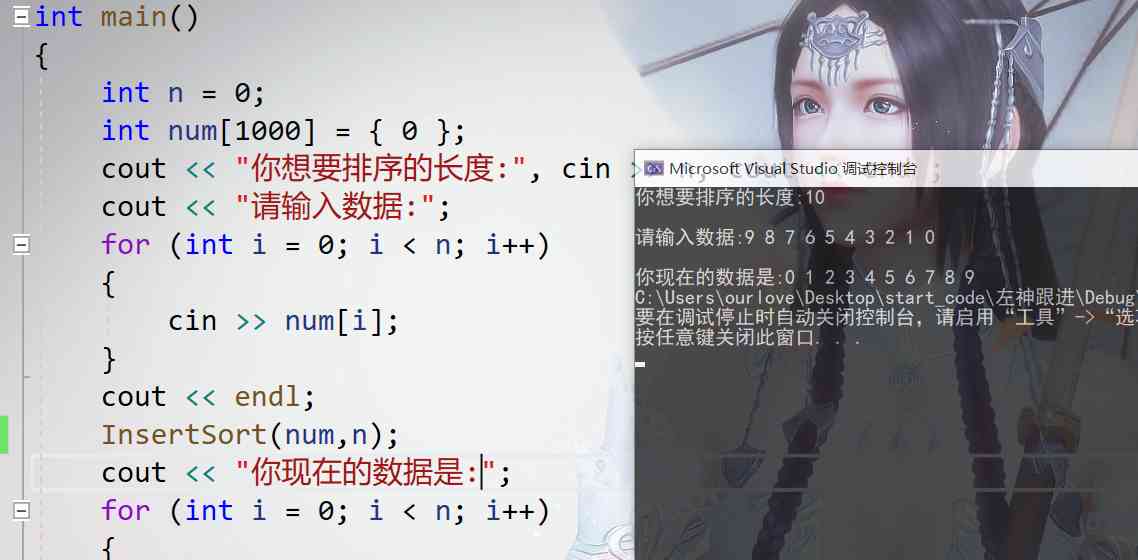 int main()
{
int n = 0;
int num[1000] = { 0 };
cout << "你想要排序的长度:", cin >
cout << "请输入数据:";
for (int i = 0; i < n; i++)
{
cin >> num[i];
}
cout << endl;
InsertSort(num,n);
cout << "你现在的数据是:";
for (int i = 0; i < n; i++)
{
Microsoft Visual Studio 调试控制台
你想要排序的长度:10
请输入数据:9 8 7 6 5 4 3 2 1 0
你现在的数据是:0 1 2 3 4 5 6 7 8 9
C:\Users\ourlove\Desktop\start_code\左神跟进\Debug\
要在调试停止时自动关闭控制台，请启用“工具”->“选
按任意键关闭此窗口. . .